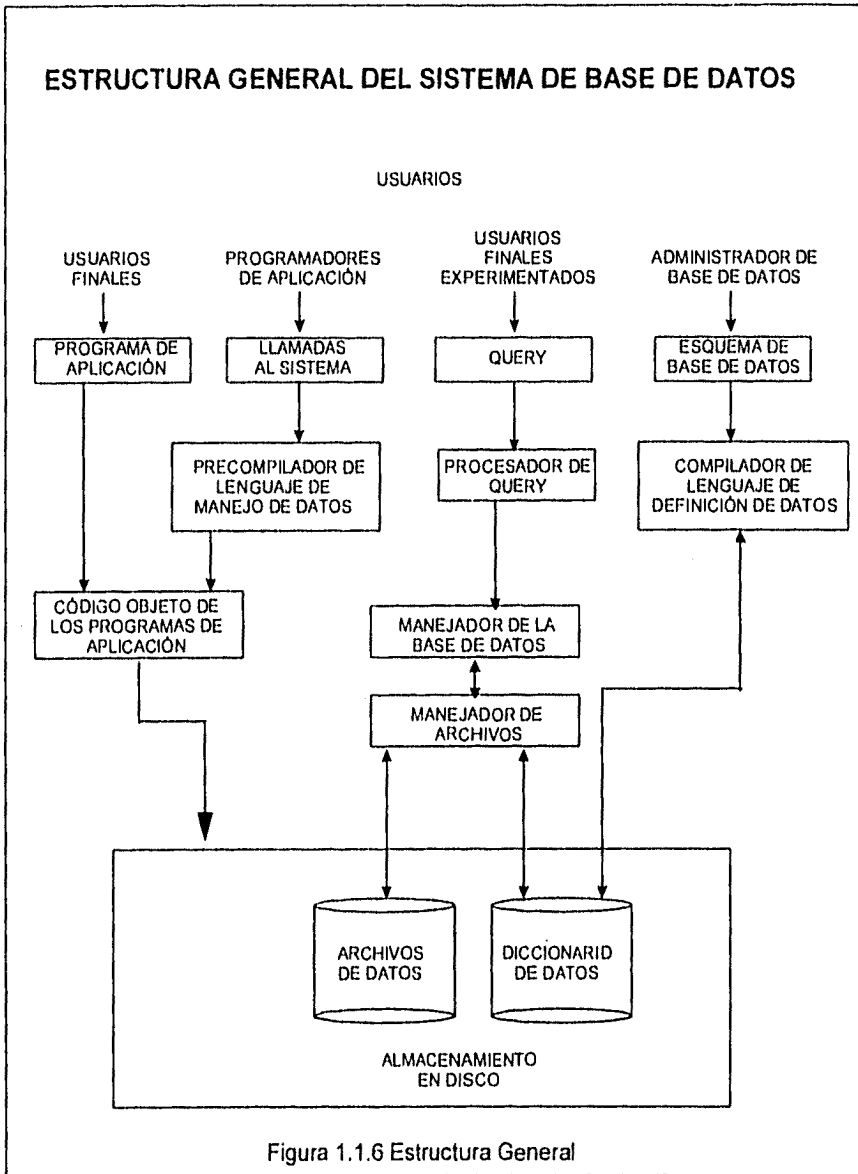 ESTRUCTURA GENERAL DEL SISTEMA DE BASE DE DATOS
USUARIOS
USUARIOS
FINALES
PROGRAMADORES
DE APLICACIÓN
USUARIOS
FINALES
EXPERIMENTADOS
ADMINISTRADOR DE
BASE DE DATOS
PROGRAMA DE
APLICACIÓN
LLAMADAS
AL SISTEMA
QUERY
ESQUEMA DE
BASE DE DATOS
PRECOMPILADOR DE
LENGUAJE DE
MANEJO DE DATOS
PROCESADOR DE
QUERY
COMPILADOR DE
LENGUAJE DE
DEFINICIÓN DE DATOS
CÓDIGO OBJETO DE
LOS PROGRAMAS DE
APLICACIÓN
MANEJADOR DE LA
BASE DE DATOS
MANEJADOR DE
ARCHIVOS
ARCHIVOS
DE DATOS
DICCIONARID
DE DATOS
ALMACENAMIENTO
EN DISCO
Figura 1.1.6 Estructura General